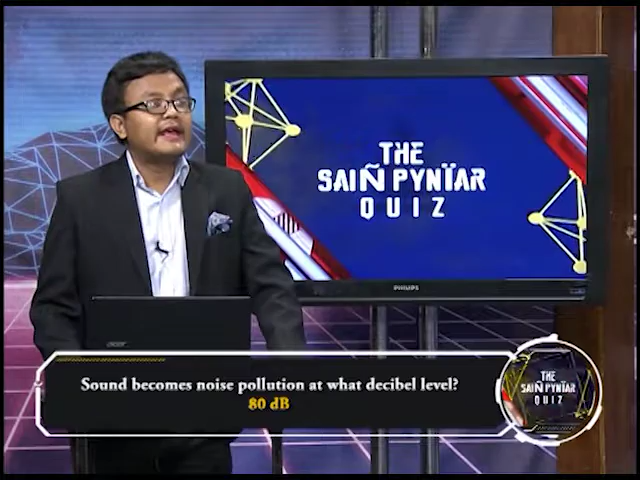 THE
SAIÑ PYNÏAR
QUIZ
PHILIPS
acer
Sound becomes noise pollution at what decibel level?
80 dB
THE
SAIÑ PYNÏAR
QUIZ